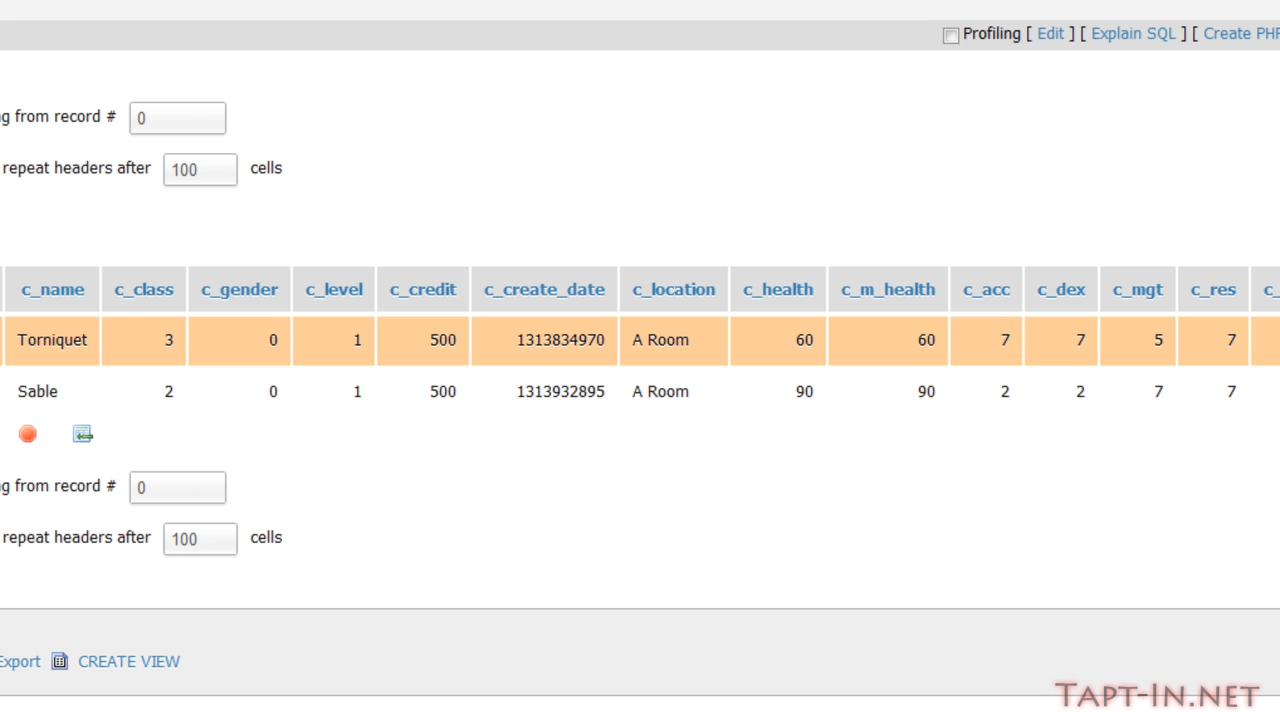 Profiling [ Edit ] [ Explain SQL ] [ Create PHP
g from record # 0
repeat headers after 100 cells
c_name c_class c_gender c_level c_credit c_create_date c_location c_health c_m_health c_acc c_dex c_mgt c_res c_
Torniquet 3 0 1 500 1313834970 A Room 60 60 7 7 5 7
Sable 2 0 1 500 1313932895 A Room 90 90 2 2 7 7
g from record # 0
repeat headers after 100 cells
Export CREATE VIEW
Tapt-In.net